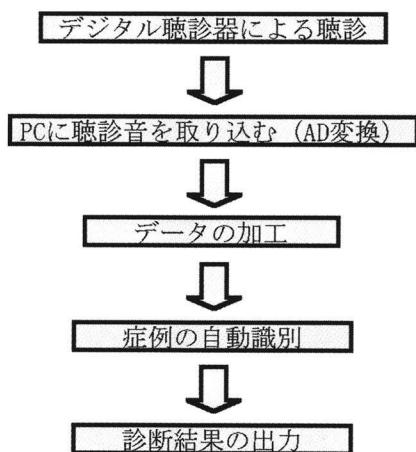 デジタル聴診器による聴診
PCに聴診音を取り込む（AD変換）
データの加工
症例の自動識別
診断結果の出力